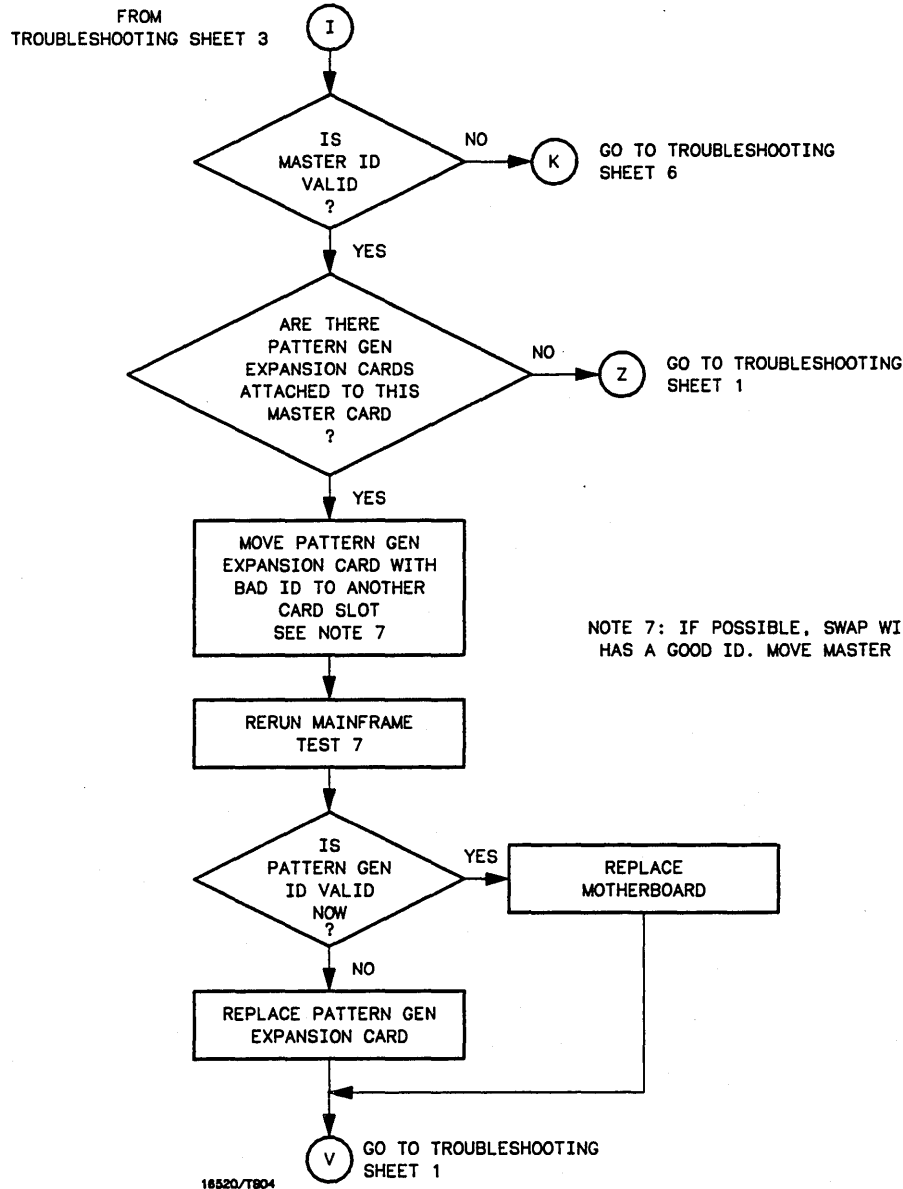 FROM
TROUBLESHOOTING SHEET 3
I
IS
MASTER ID
VALID
?
NO
K
GO TO TROUBLESHOOTING
SHEET 6
YES
ARE THERE
PATTERN GEN
EXPANSION CARDS
ATTACHED TO THIS
MASTER CARD
?
NO
Z
GO TO TROUBLESHOOTING
SHEET 1
YES
MOVE PATTERN GEN
EXPANSION CARD WITH
BAD ID TO ANOTHER
CARD SLOT
SEE NOTE 7
NOTE 7: IF POSSIBLE, SWAP WI
HAS A GOOD ID. MOVE MASTER
RERUN MAINFRAME
TEST 7
IS
PATTERN GEN
ID VALID
NOW
?
YES
REPLACE
MOTHERBOARD
NO
REPLACE PATTERN GEN
EXPANSION CARD
V
GO TO TROUBLESHOOTING
SHEET 1
16520/T804